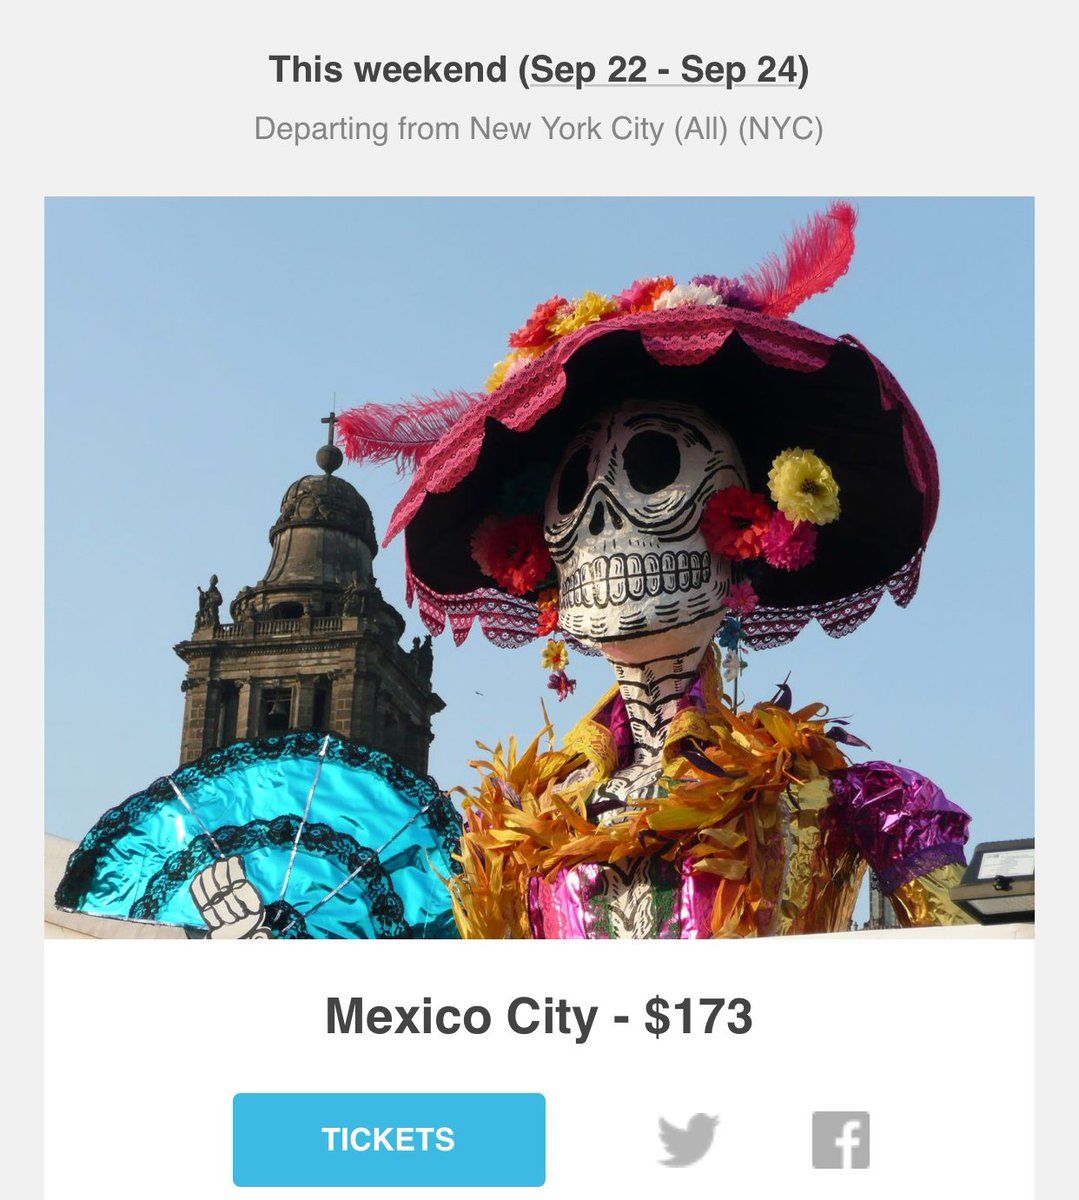 This weekend (Sep 22 - Sep 24)
Departing from New York City (All) (NYC)
Mexico City - $173
TICKETS